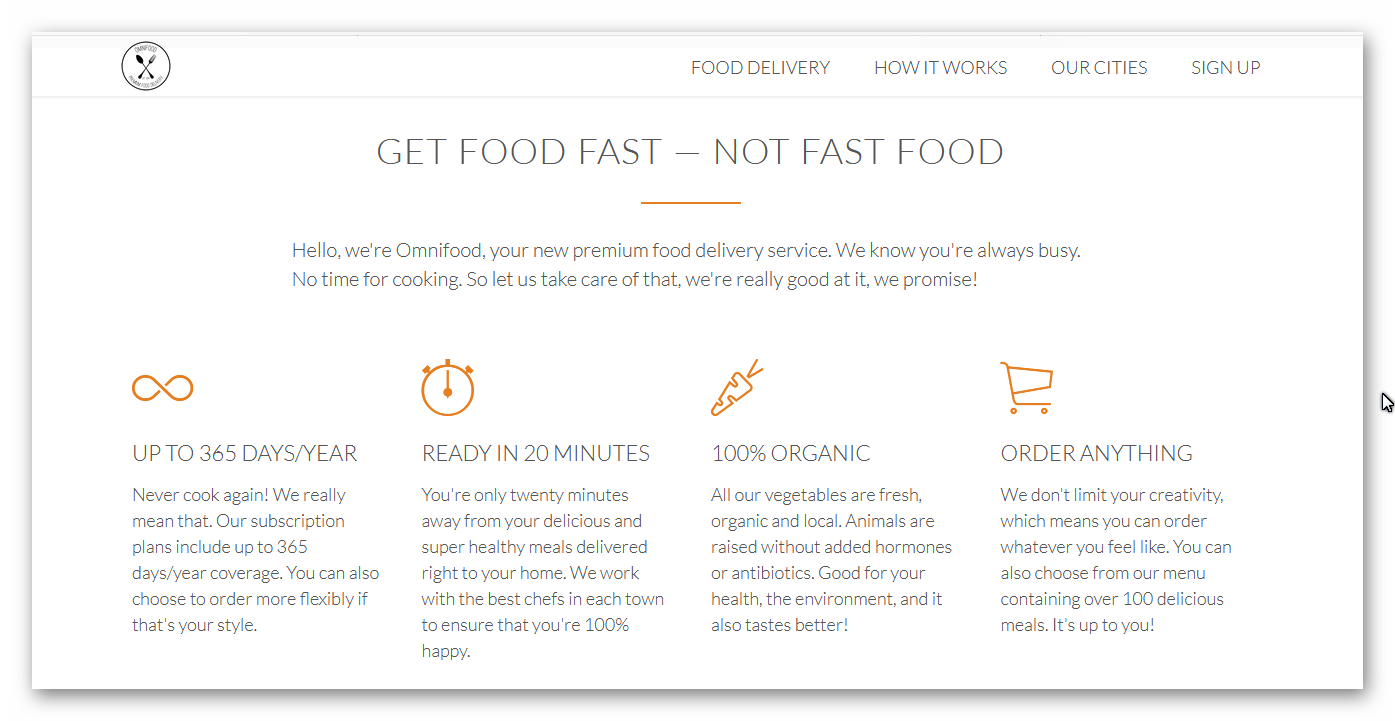 OMNIFOOD
PREMIUM FOOD DELIVERY
FOOD DELIVERY
HOW IT WORKS
OUR CITIES
SIGN UP
GET FOOD FAST — NOT FAST FOOD
Hello, we're Omnifood, your new premium food delivery service. We know you're always busy.
No time for cooking. So let us take care of that, we're really good at it, we promise!
UP TO 365 DAYS/YEAR
Never cook again! We really
mean that. Our subscription
plans include up to 365
days/year coverage. You can also
choose to order more flexibly if
that's your style.
READY IN 20 MINUTES
You're only twenty minutes
away from your delicious and
super healthy meals delivered
right to your home. We work
with the best chefs in each town
to ensure that you're 100%
happy.
100% ORGANIC
All our vegetables are fresh,
organic and local. Animals are
raised without added hormones
or antibiotics. Good for your
health, the environment, and it
also tastes better!
ORDER ANYTHING
We don't limit your creativity,
which means you can order
whatever you feel like. You can
also choose from our menu
containing over 100 delicious
meals. It's up to you!